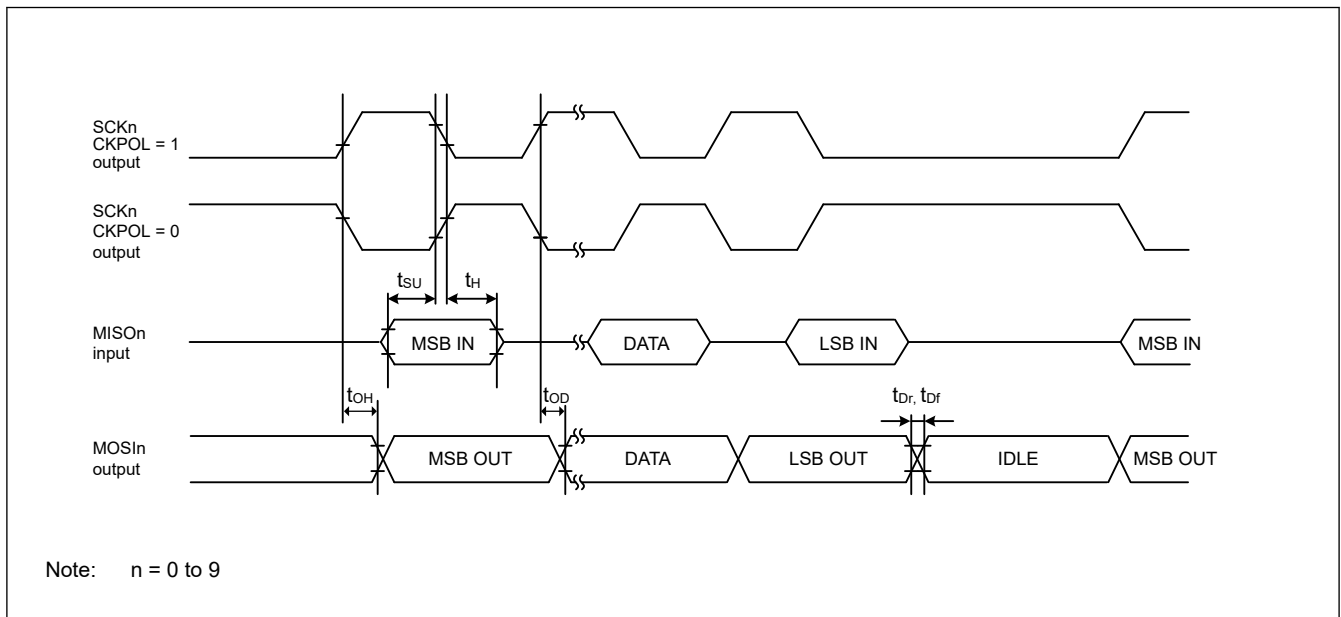 SCKn
CKPOL = 1
output
SCKn
CKPOL = 0
output
tSU
tH
MISOn
input
MSB IN
DATA
LSB IN
MSB IN
tOH
tOD
tDr, tDf
MOSIn
output
MSB OUT
DATA
LSB OUT
IDLE
MSB OUT
Note: n = 0 to 9